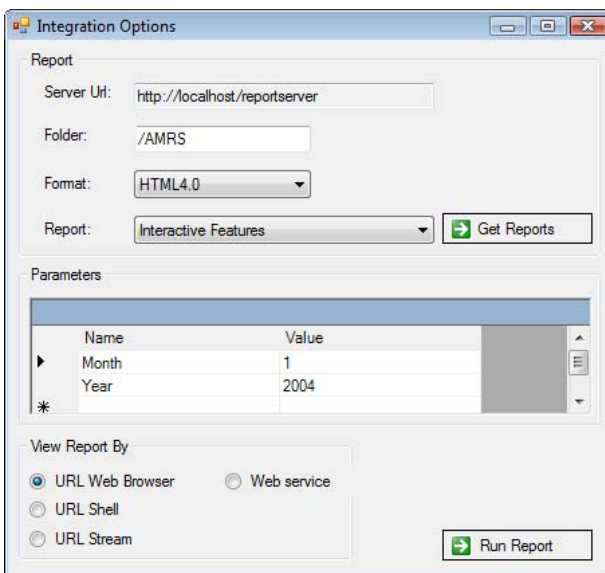 Integration Options
Report
Server Url: http://localhost/reportserver
Folder: /AMRS
Format: HTML4.0
Report: Interactive Features Get Reports
Parameters
Name Value
Month 1
Year 2004
View Report By
URL Web Browser Web service
URL Shell
URL Stream
Run Report